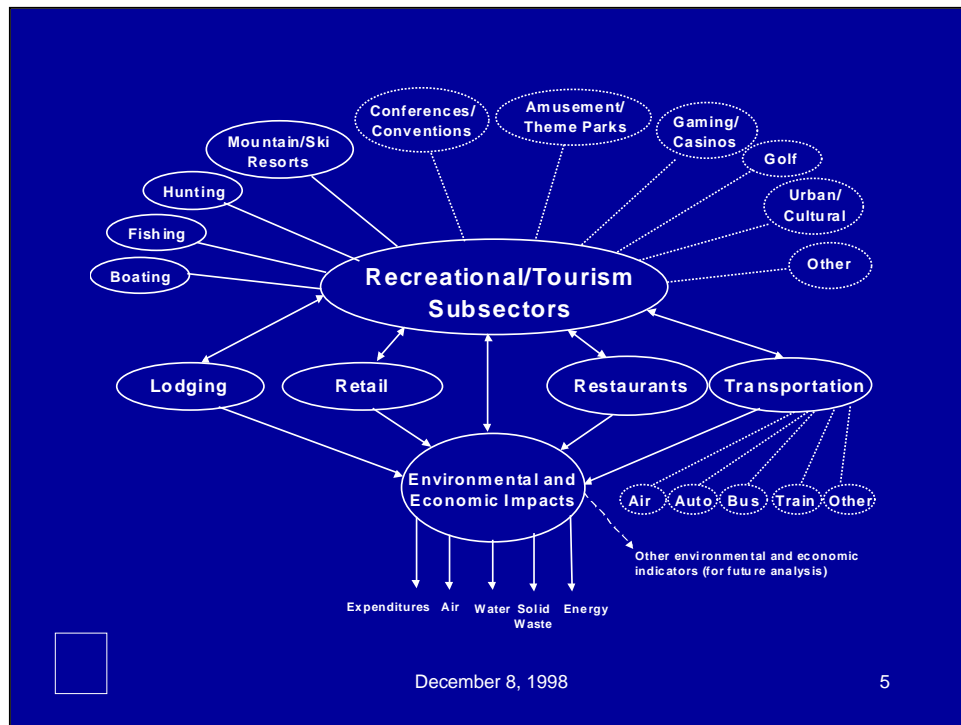 Conferences/
Conventions
Amusement/
Theme Parks
Gaming/
Casinos
Mountain/Ski
Resorts
Golf
Hunting
Urban/
Cultural
Fishing
Other
Boating
Recreational/Tourism
Subsectors
Lodging
Retail
Restaurants
Transportation
Environmental and
Economic Impacts
Air
Auto
Bus
Train
Other
Other environmental and economic
indicators (for future analysis)
Expenditures
Air
Water
Solid
Waste
Energy
December 8, 1998
5